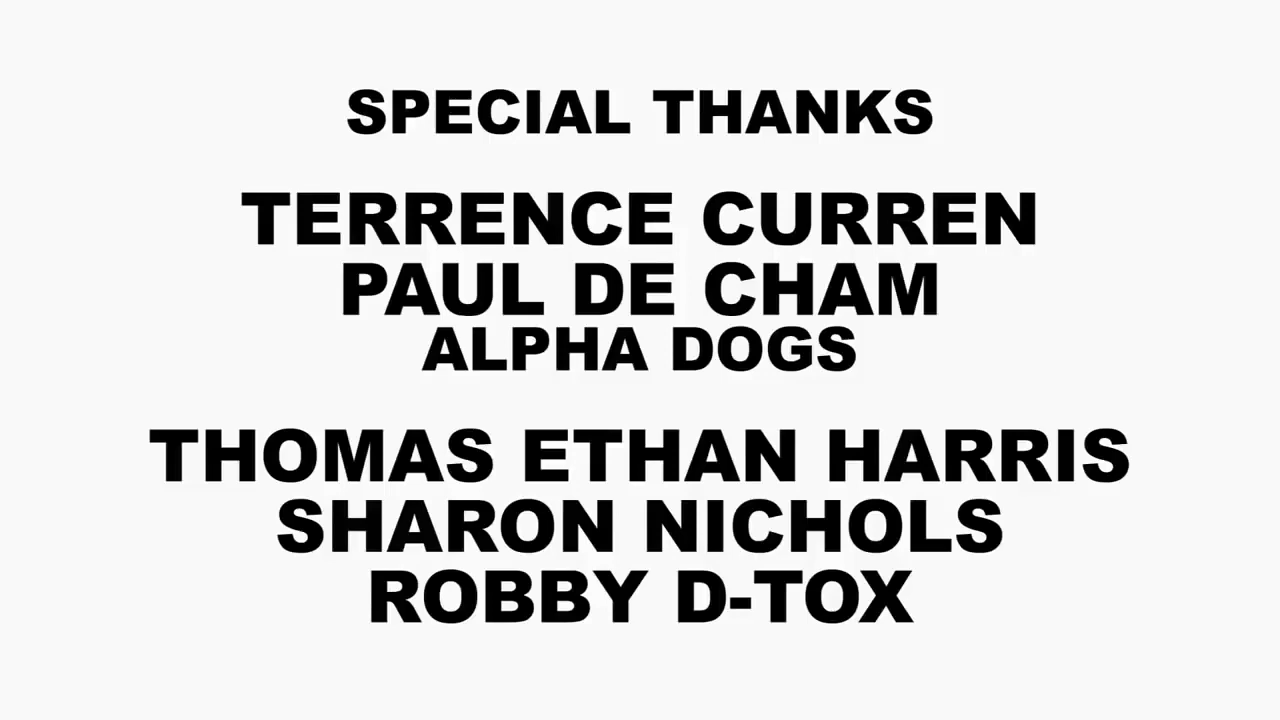 SPECIAL THANKS
TERRENCE CURREN
PAUL DE CHAM
ALPHA DOGS
THOMAS ETHAN HARRIS
SHARON NICHOLS
ROBBY D-TOX